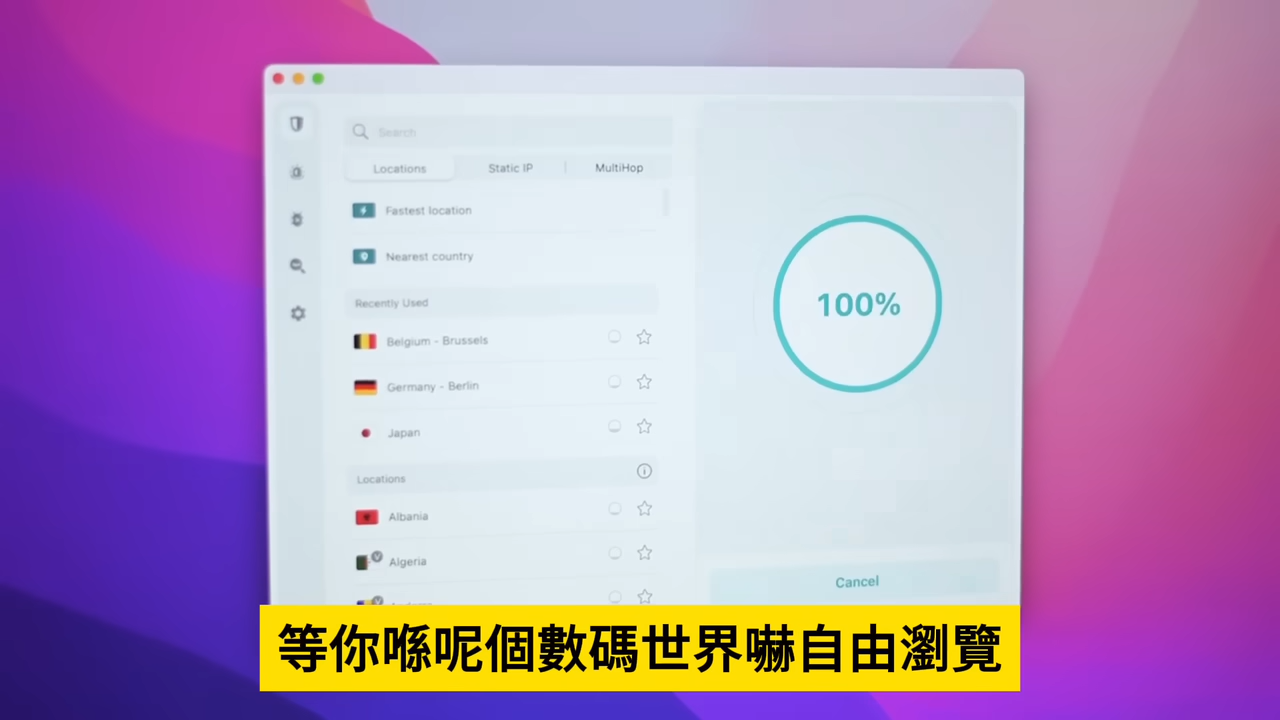 Search
Locations
Static IP
MultiHop
Fastest location
Nearest country
Recently Used
Belgium - Brussels
Germany - Berlin
Japan
Locations
Albania
Algeria
100%
Cancel
等你喺呢個數碼世界嚇自由瀏覽